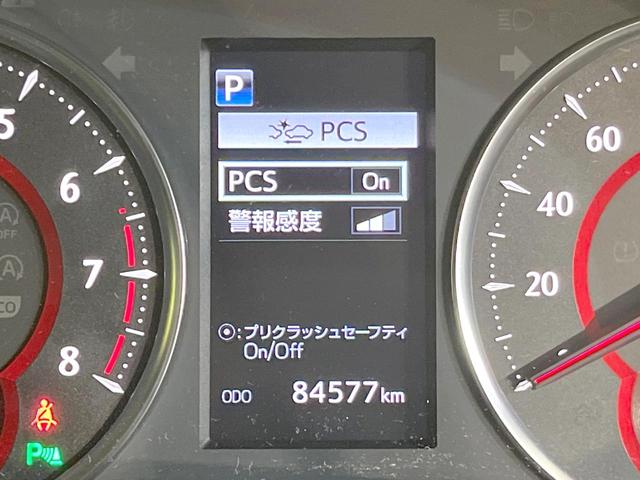 P
PCS
PCS On
警報感度
◉:プリクラッシュセーフティ
On/Off
ODO 84577km
5
6
7
8
60
40
20
A
OFF
A
P